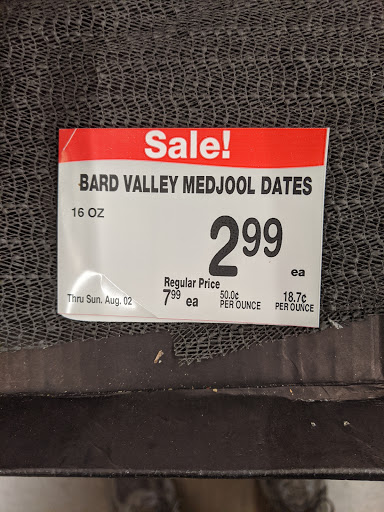 Sale!
BARD VALLEY MEDJOOL DATES
16 OZ
2 99
ea
Regular Price
Thru Sun. Aug. 02 7 99 ea 50.0¢ 18.7¢
PER OUNCE PER OUNCE